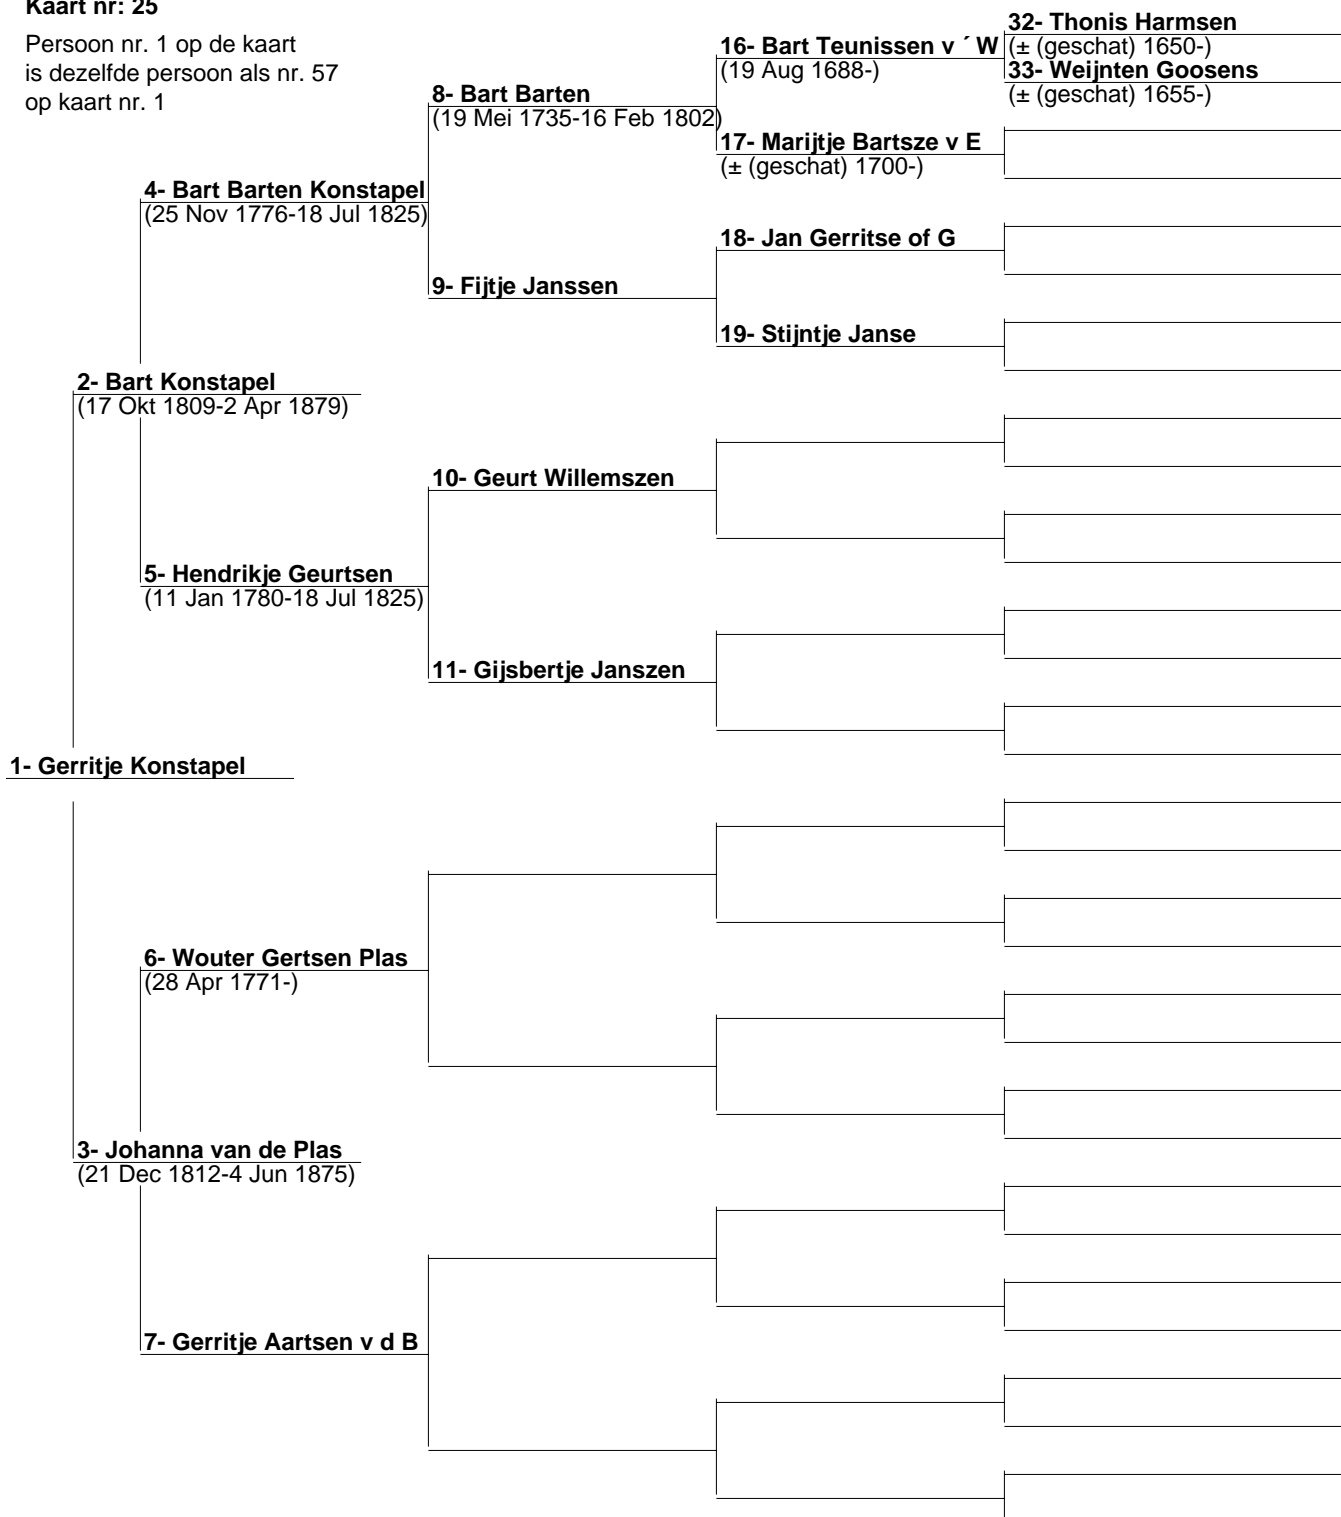 Kaart nr: 25
Persoon nr. 1 op de kaart
is dezelfde persoon als nr. 57
op kaart nr. 1
32- Thonis Harmsen
(± (geschat) 1650-)
16- Bart Teunissen v ´ W
(19 Aug 1688-)
33- Weijnten Goosens
(± (geschat) 1655-)
8- Bart Barten
(19 Mei 1735-16 Feb 1802)
17- Marijtje Bartsze v E
(± (geschat) 1700-)
4- Bart Barten Konstapel
(25 Nov 1776-18 Jul 1825)
18- Jan Gerritse of G
9- Fijtje Janssen
19- Stijntje Janse
2- Bart Konstapel
(17 Okt 1809-2 Apr 1879)
10- Geurt Willemszen
5- Hendrikje Geurtsen
(11 Jan 1780-18 Jul 1825)
11- Gijsbertje Janszen
1- Gerritje Konstapel
6- Wouter Gertsen Plas
(28 Apr 1771-)
3- Johanna van de Plas
(21 Dec 1812-4 Jun 1875)
7- Gerritje Aartsen v d B